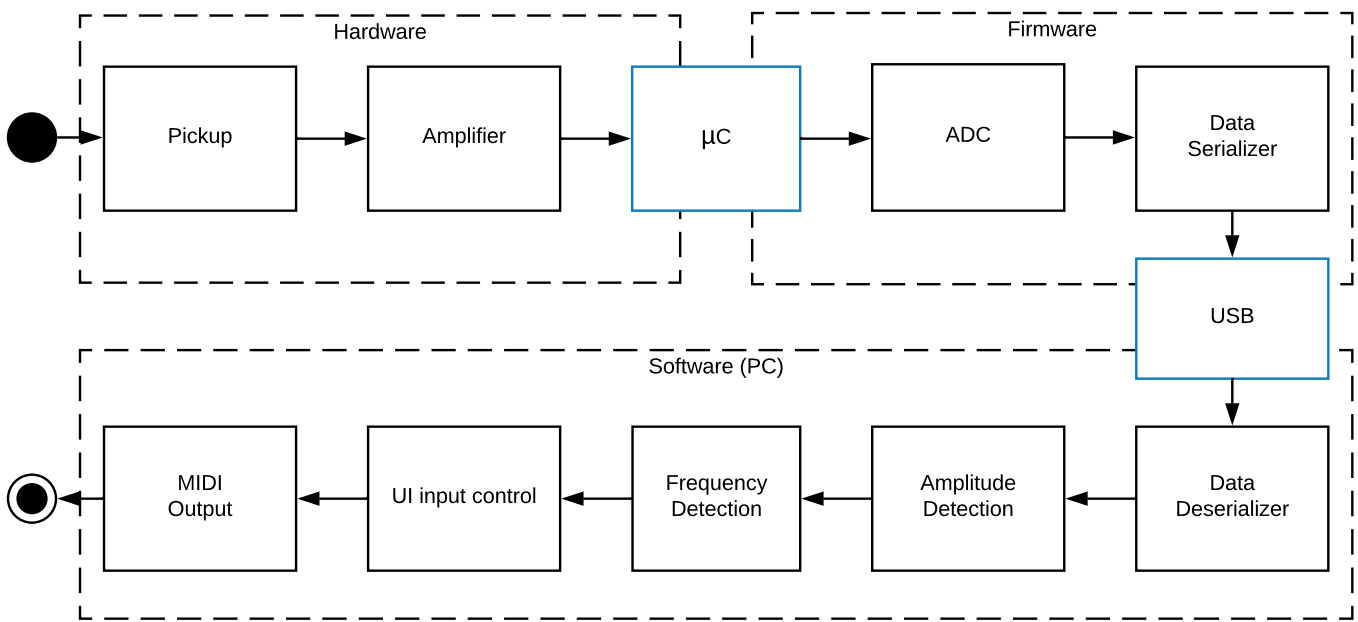 Hardware
Firmware
Pickup
Amplifier
µC
ADC
Data
Serializer
USB
Software (PC)
MIDI
Output
UI input control
Frequency
Detection
Amplitude
Detection
Data
Deserializer